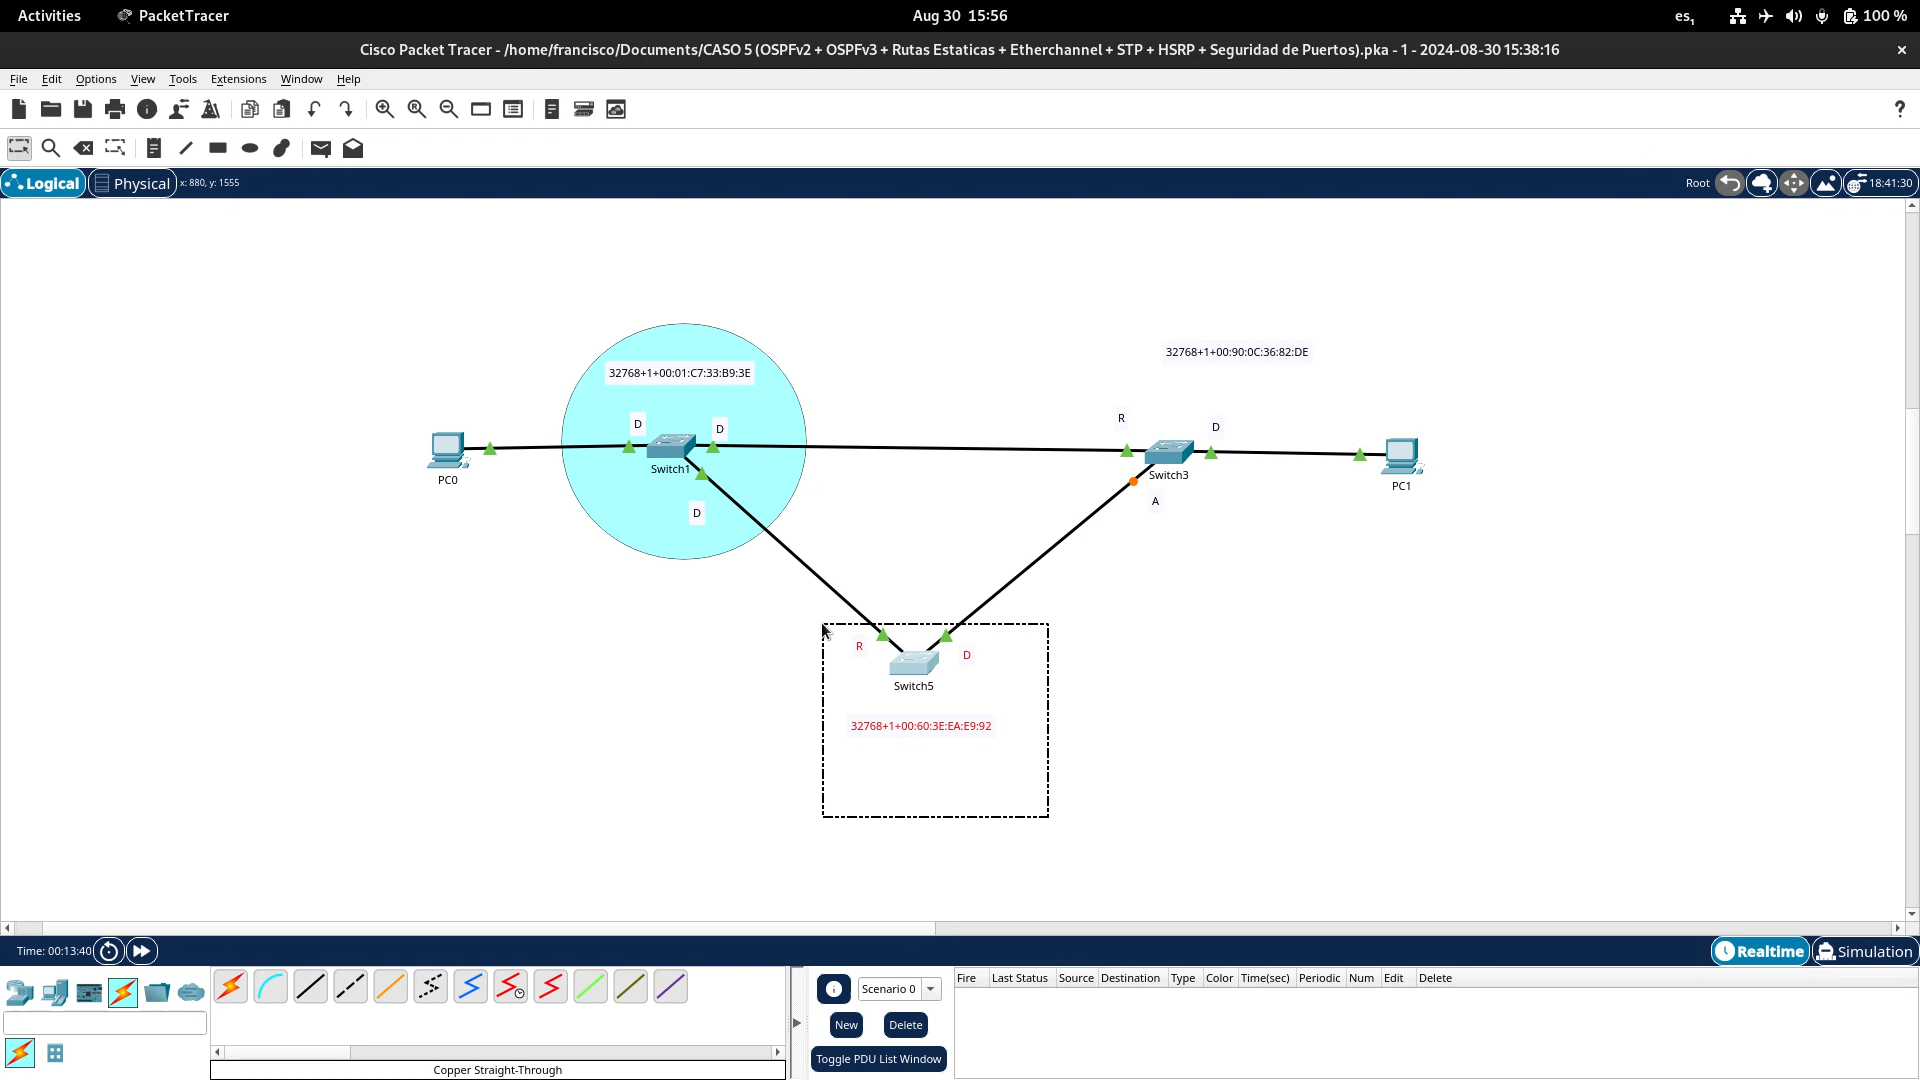 Activities PacketTracer Aug 30 15:56 es1 100 %
Cisco Packet Tracer - /home/francisco/Documents/CASO 5 (OSPFv2 + OSPFv3 + Rutas Estaticas + Etherchannel + STP + HSRP + Seguridad de Puertos).pka - 1 - 2024-08-30 15:38:16
File Edit Options View Tools Extensions Window Help
Logical Physical x: 880, y: 1555 Root 18:41:30
32768+1+00:90:0C:36:82:DE
32768+1+00:01:C7:33:B9:3E
D D R D
Switch1 Switch3
PC0 PC1
D A
R D
Switch5
32768+1+00:60:3E:EA:E9:92
Time: 00:13:40 Realtime Simulation
Scenario 0
New Delete
Toggle PDU List Window
Fire Last Status Source Destination Type Color Time(sec) Periodic Num Edit Delete
Copper Straight-Through